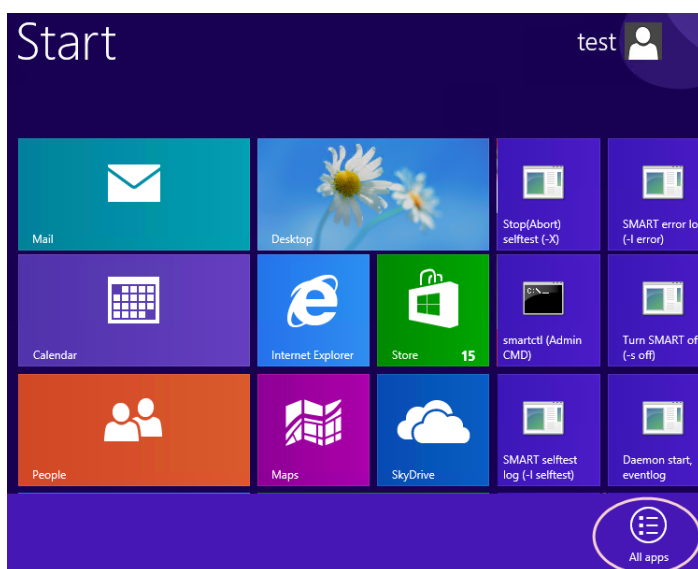 Start
test
Mail
Desktop
Stop(Abort)
selftest (-X)
SMART error lo
(-l error)
Calendar
Internet Explorer
Store
15
C:\
smartctl (Admin
CMD)
Turn SMART of
(-s off)
People
Maps
SkyDrive
SMART selftest
log (-l selftest)
Daemon start,
eventlog
All apps